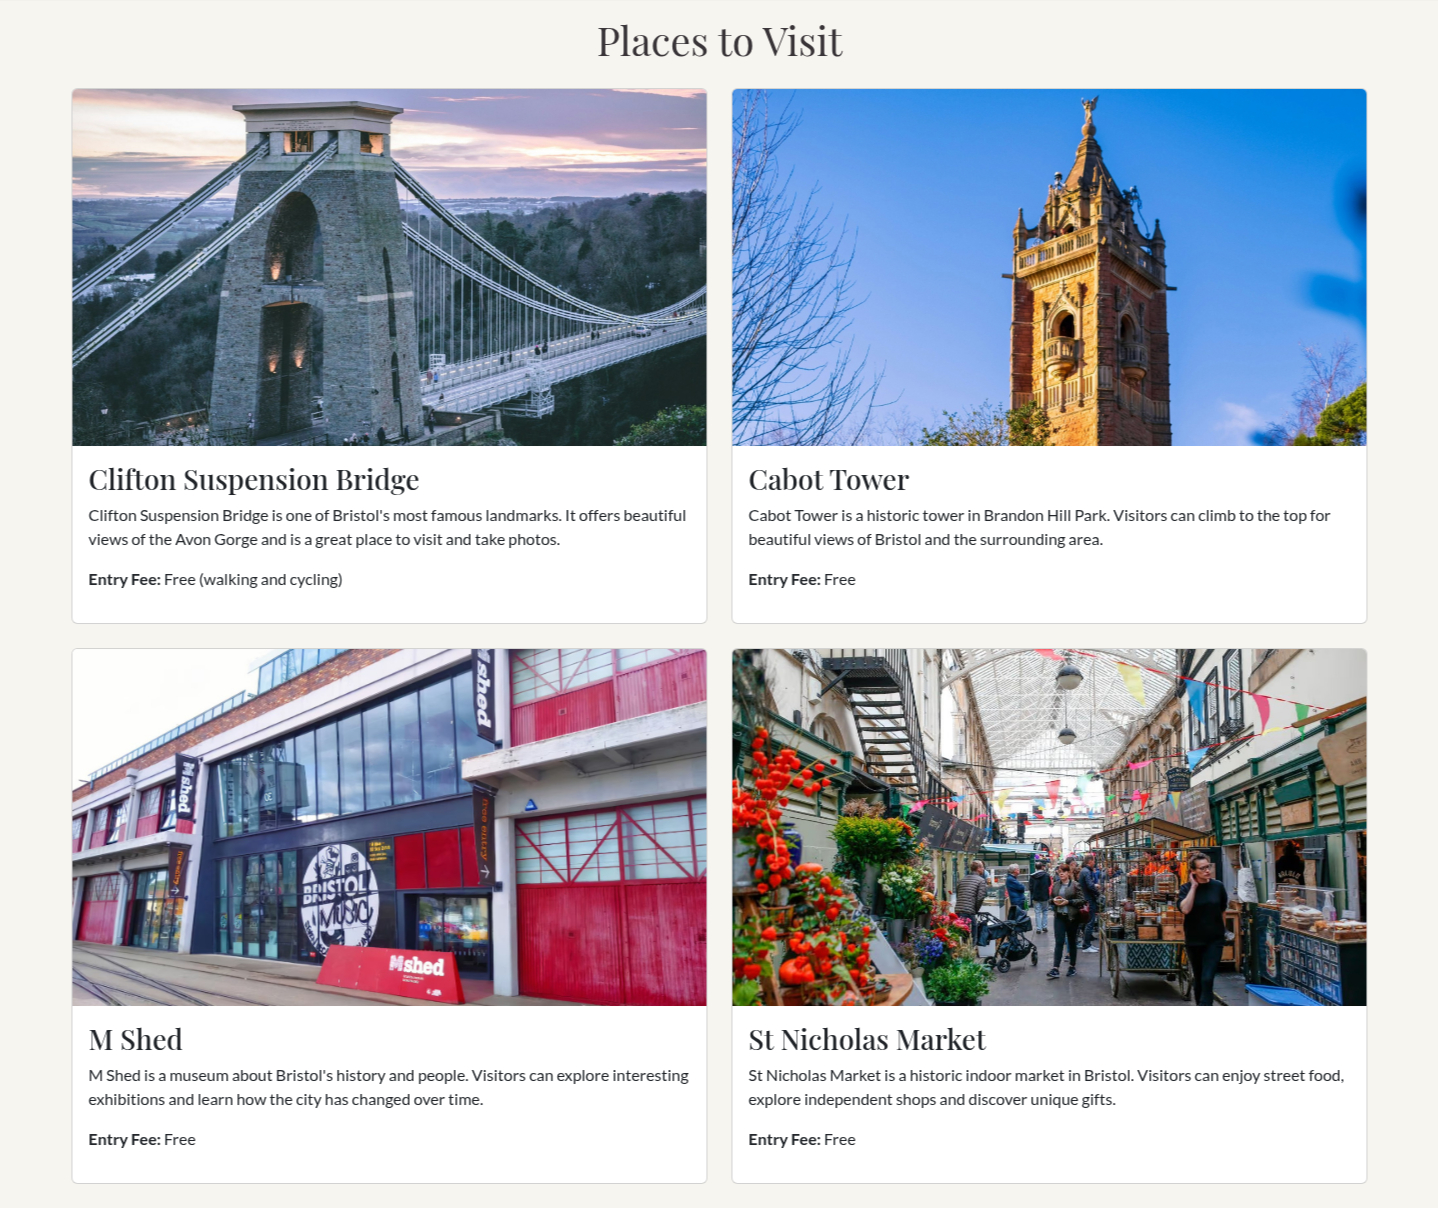 Places to Visit
Clifton Suspension Bridge
Clifton Suspension Bridge is one of Bristol's most famous landmarks. It offers beautiful
views of the Avon Gorge and is a great place to visit and take photos.
Entry Fee: Free (walking and cycling)
Cabot Tower
Cabot Tower is a historic tower in Brandon Hill Park. Visitors can climb to the top for
beautiful views of Bristol and the surrounding area.
Entry Fee: Free
M shed
M shed
free entry
BRISTOL
MUSIC
M shed
M Shed
M Shed is a museum about Bristol's history and people. Visitors can explore interesting
exhibitions and learn how the city has changed over time.
Entry Fee: Free
St Nicholas Market
St Nicholas Market is a historic indoor market in Bristol. Visitors can enjoy street food,
explore independent shops and discover unique gifts.
Entry Fee: Free